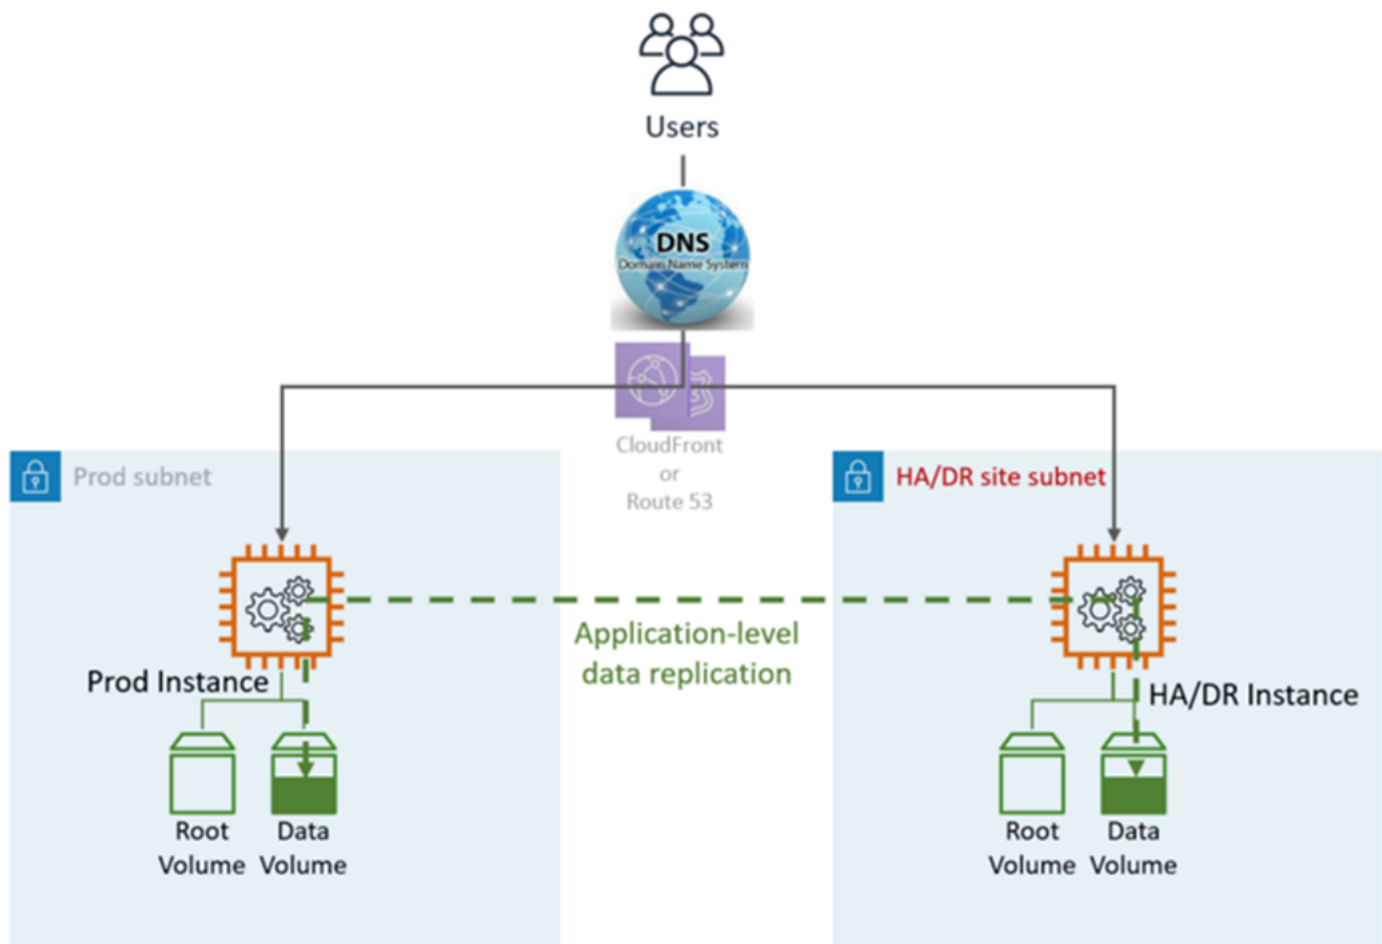 Users
DNS
Domain Name System
CloudFront
or
Route 53
Prod subnet
HA/DR site subnet
Application-level
data replication
Prod Instance
HA/DR Instance
Root
Volume
Data
Volume
Root
Volume
Data
Volume